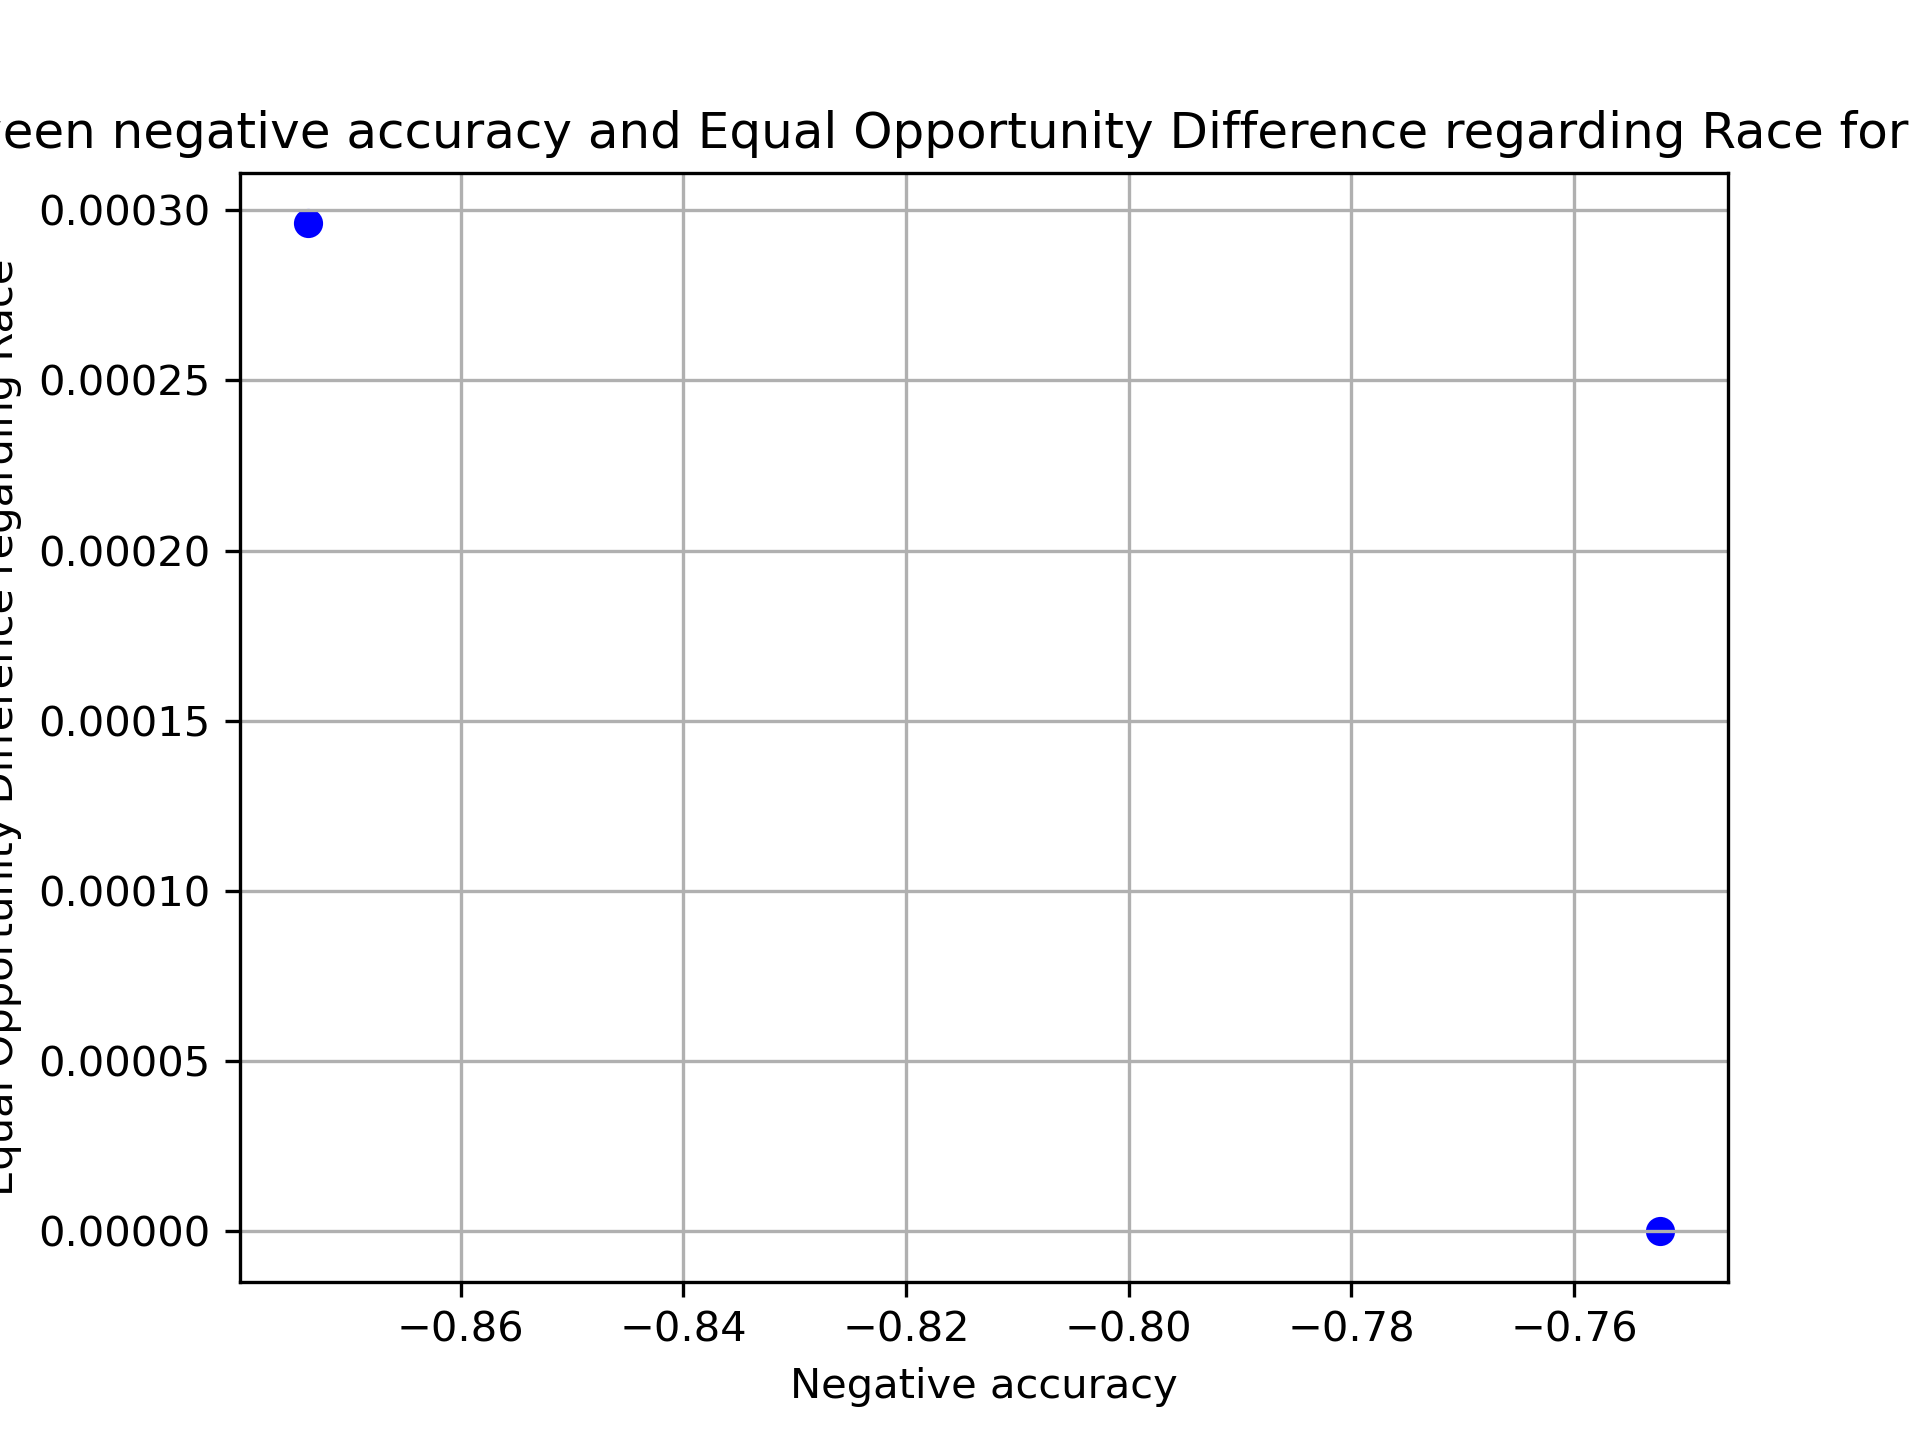 een negative accuracy and Equal Opportunity Difference regarding Race for
Equal Opportunity Difference regarding Race
0.00030
0.00025
0.00020
0.00015
0.00010
0.00005
0.00000
−0.86 −0.84 −0.82 −0.80 −0.78 −0.76
Negative accuracy